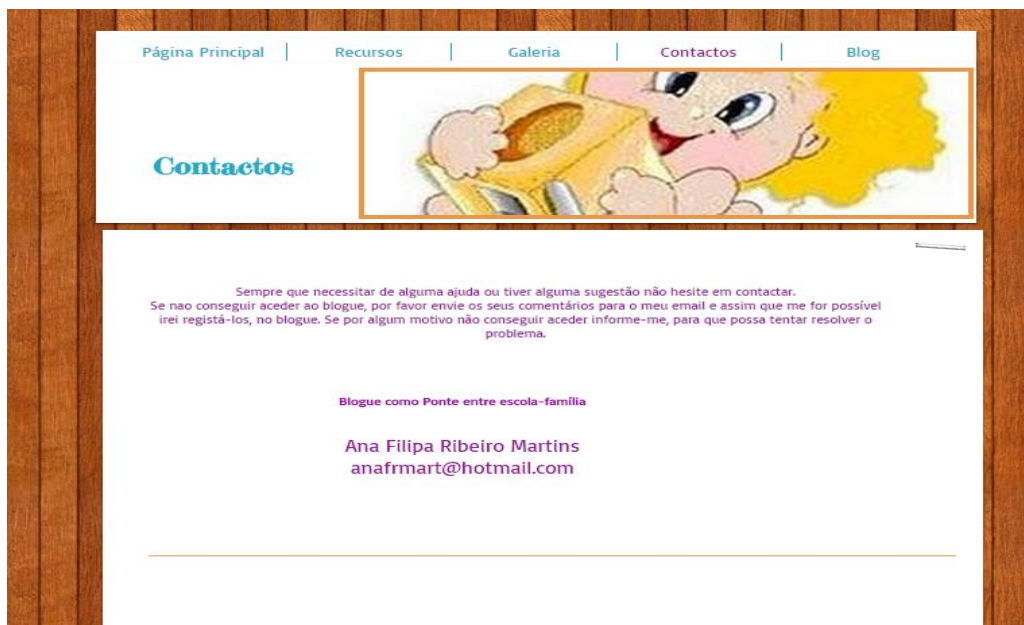 Página Principal | Recursos | Galeria | Contactos | Blog
Contactos
Sempre que necessitar de alguma ajuda ou tiver alguma sugestão não hesite em contactar.
Se nao conseguir aceder ao blogue, por favor envie os seus comentários para o meu email e assim que me for possível
irei registá-los, no blogue. Se por algum motivo não conseguir aceder informe-me, para que possa tentar resolver o
problema.
Blogue como Ponte entre escola-família
Ana Filipa Ribeiro Martins
anafrmart@hotmail.com